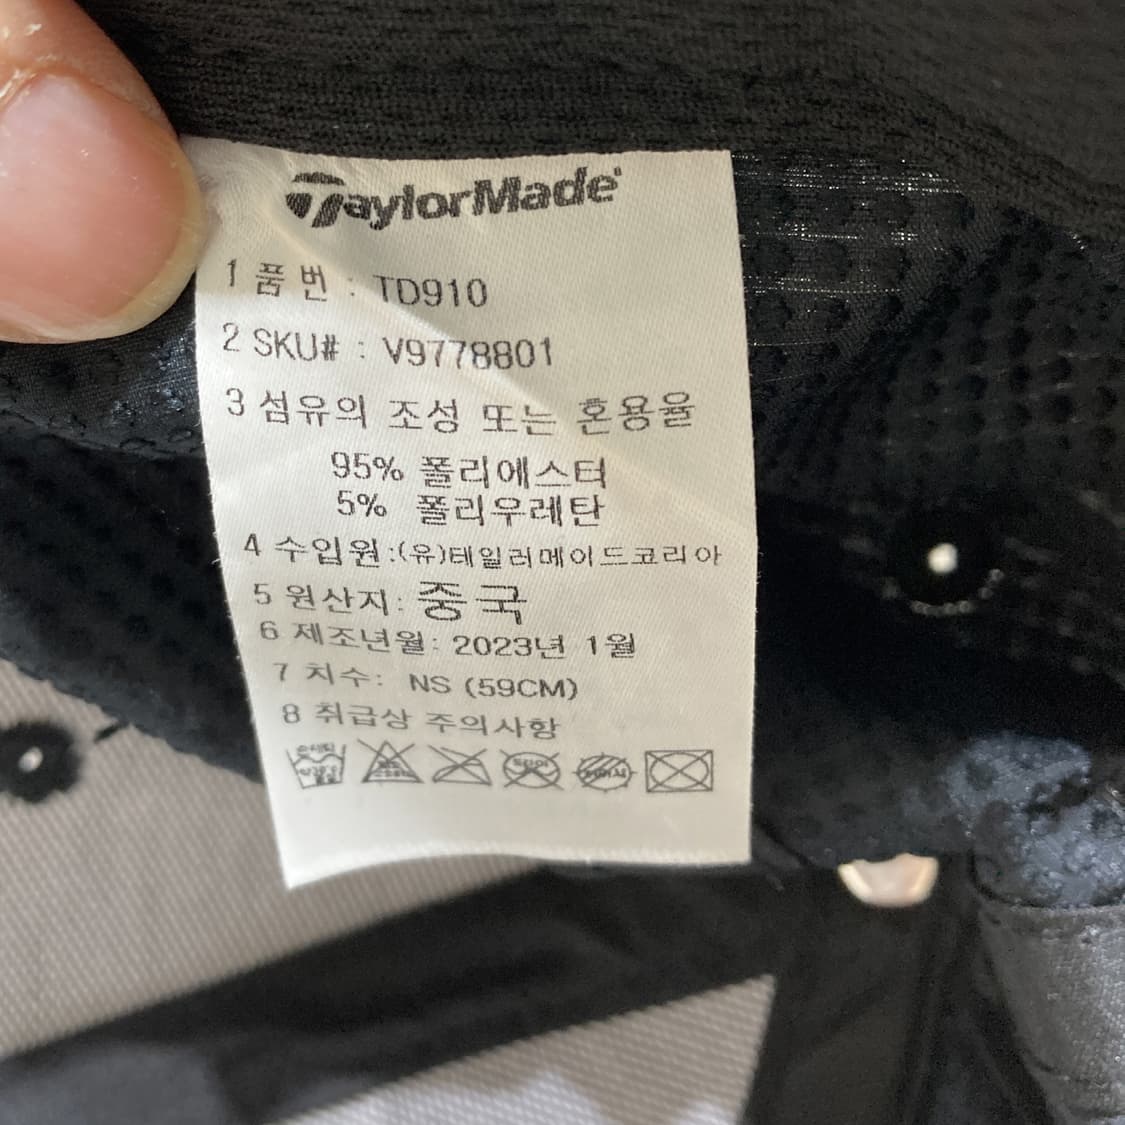 TaylorMade
1 품 번 : TD910
2 SKU# : V9778801
3 섬유의 조성 또는 혼용율
95% 폴리에스터
5% 폴리우레탄
4 수입원:(유)테일러메이드코리아
5 원산지: 중국
6 제조년월: 2023년 1월
7 치수: NS (59CM)
8 취급상 주의사항